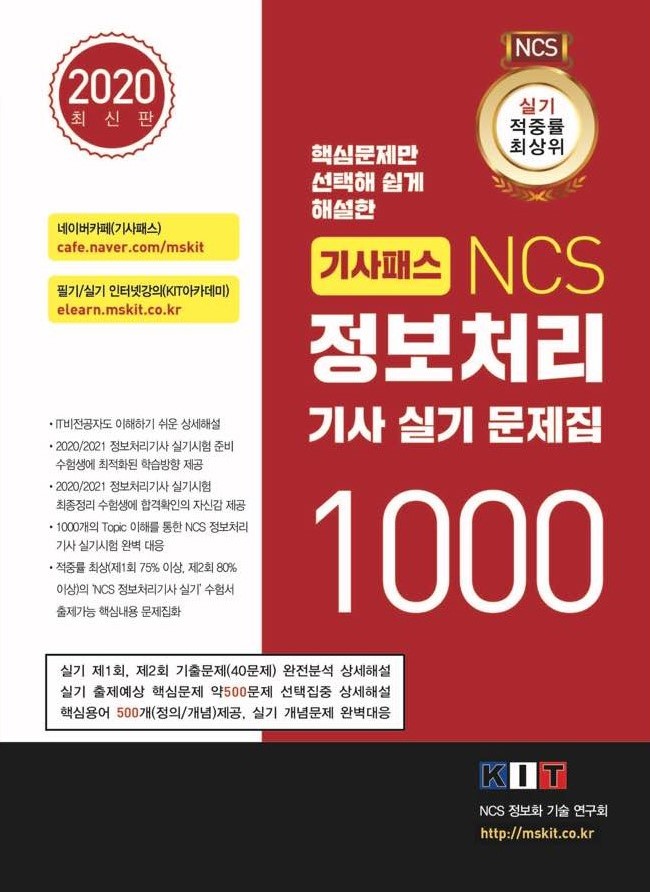 2020
최신판
NCS
실기
적중률
최상위
핵심문제만
선택해 쉽게
해설한
네이버카페(기사패스)
cafe.naver.com/mskit
필기/실기 인터넷강의(KIT아카데미)
elearn.mskit.co.kr
기사패스 NCS
정보처리
기사 실기 문제집
1000
• IT비전공자도 이해하기 쉬운 상세해설
• 2020/2021 정보처리기사 실기시험 준비
수험생에 최적화된 학습방향 제공
• 2020/2021 정보처리기사 실기시험
최종정리 수험생에 합격확인의 자신감 제공
• 1000개의 Topic 이해를 통한 NCS 정보처리
기사 실기시험 완벽 대응
• 적중률 최상(제1회 75% 이상, 제2회 80%
이상)의 'NCS 정보처리기사 실기' 수험서
출제가능 핵심내용 문제집화
실기 제1회, 제2회 기출문제(40문제) 완전분석 상세해설
실기 출제예상 핵심문제 약500문제 선택집중 상세해설
핵심용어 500개(정의/개념)제공, 실기 개념문제 완벽대응
KIT
NCS 정보화 기술 연구회
http://mskit.co.kr